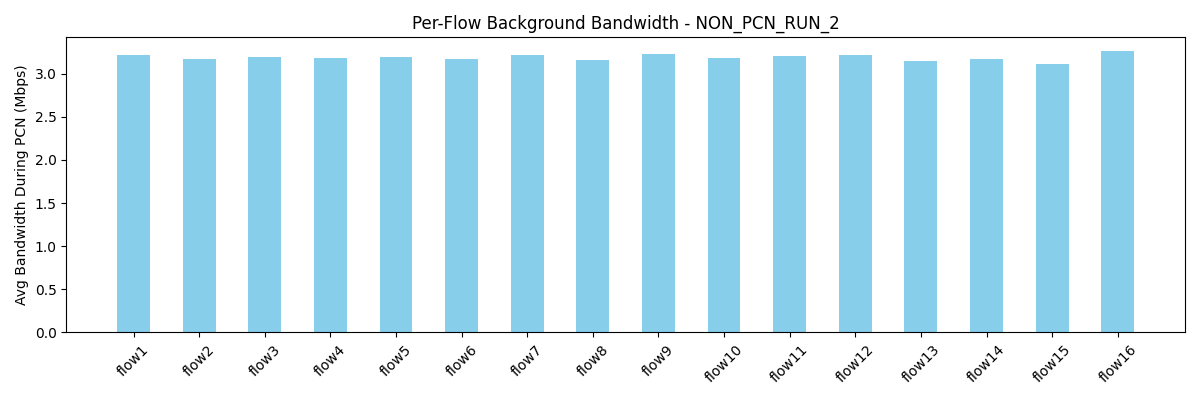 Per-Flow Background Bandwidth - NON_PCN_RUN_2
Avg Bandwidth During PCN (Mbps)
3.0
2.5
2.0
1.5
1.0
0.5
0.0
flow1
flow2
flow3
flow4
flow5
flow6
flow7
flow8
flow9
flow10
flow11
flow12
flow13
flow14
flow15
flow16